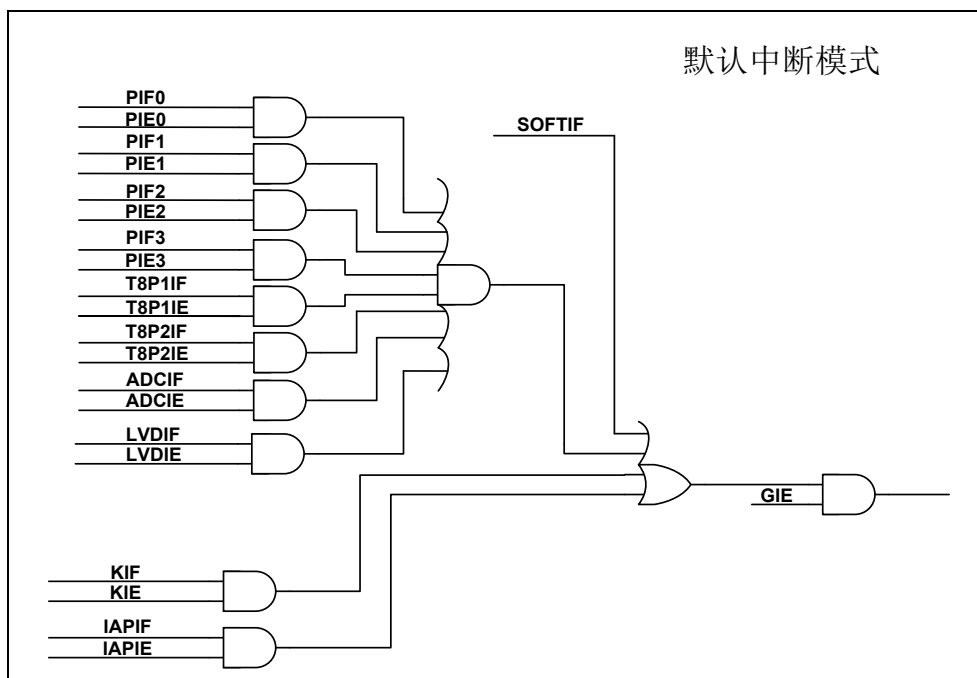 默认中断模式
PIF0
PIE0
SOFTIF
PIF1
PIE1
PIF2
PIE2
PIF3
PIE3
T8P1IF
T8P1IE
T8P2IF
T8P2IE
ADCIF
ADCIE
LVDIF
LVDIE
GIE
KIF
KIE
IAPIF
IAPIE